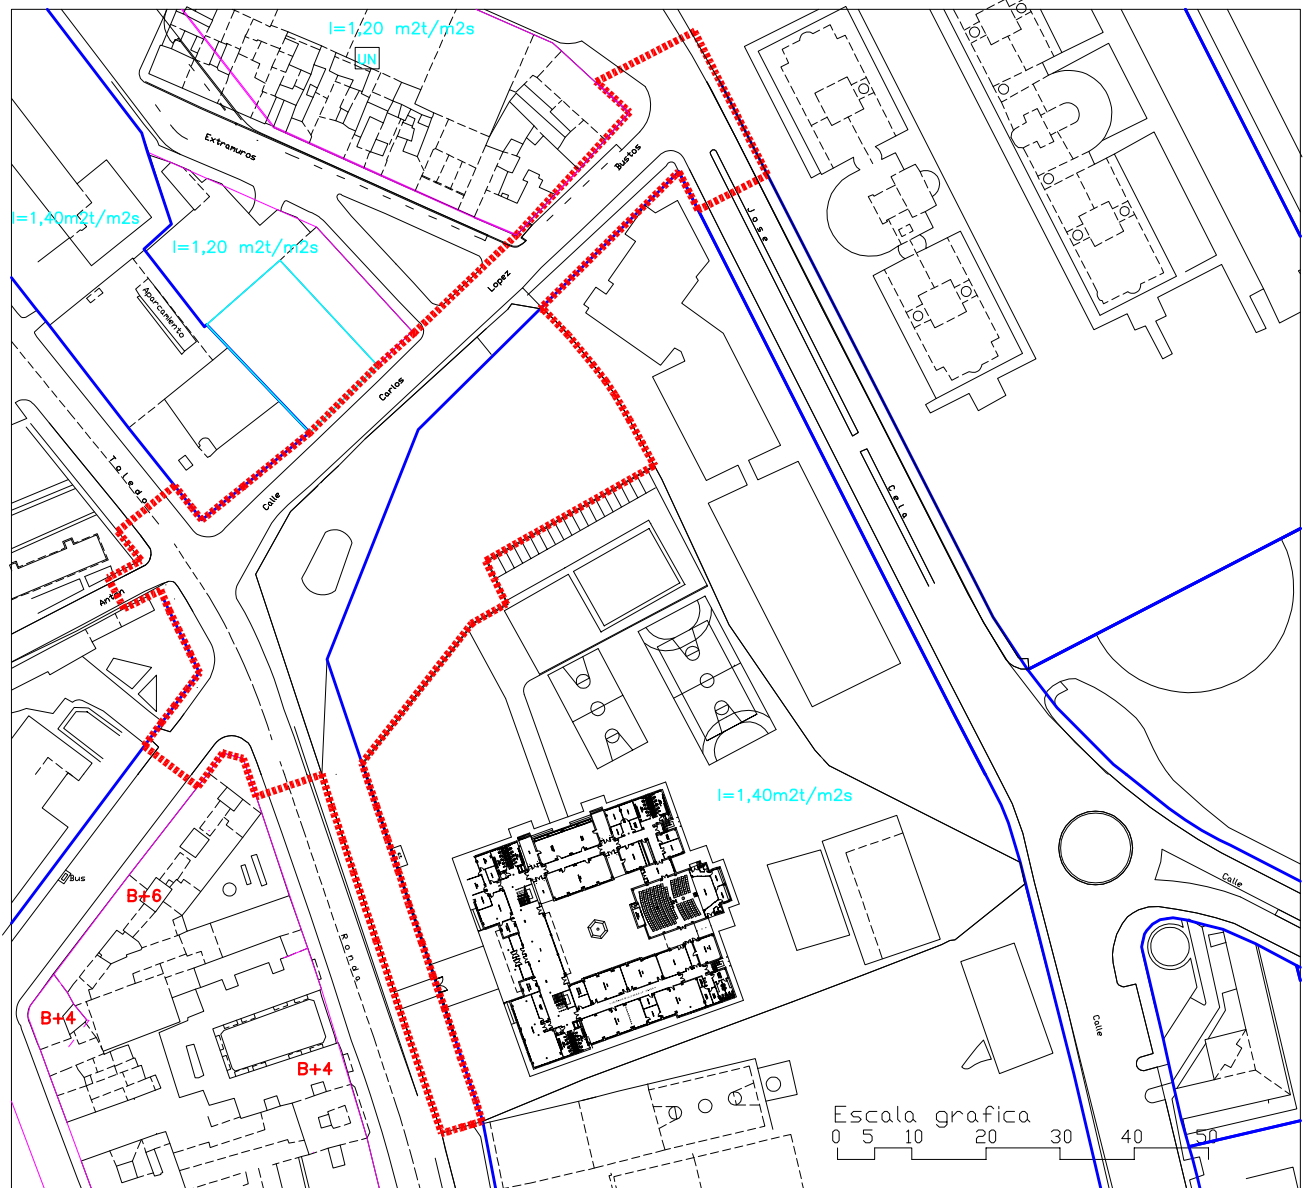 I=1,20 m2t/m2s
UN
Extramuros
Bustos
I=1,40m2t/m2s
I=1,20 m2t/m2s
Jose
Lopez
Aparcamiento
Carlos
Toledo
Calle
Cela
Antón
I=1,40m2t/m2s
Bus
B+6
Calle
Ronda
B+4
Calle
B+4
Escala grafica
0 5 10 20 30 40 50